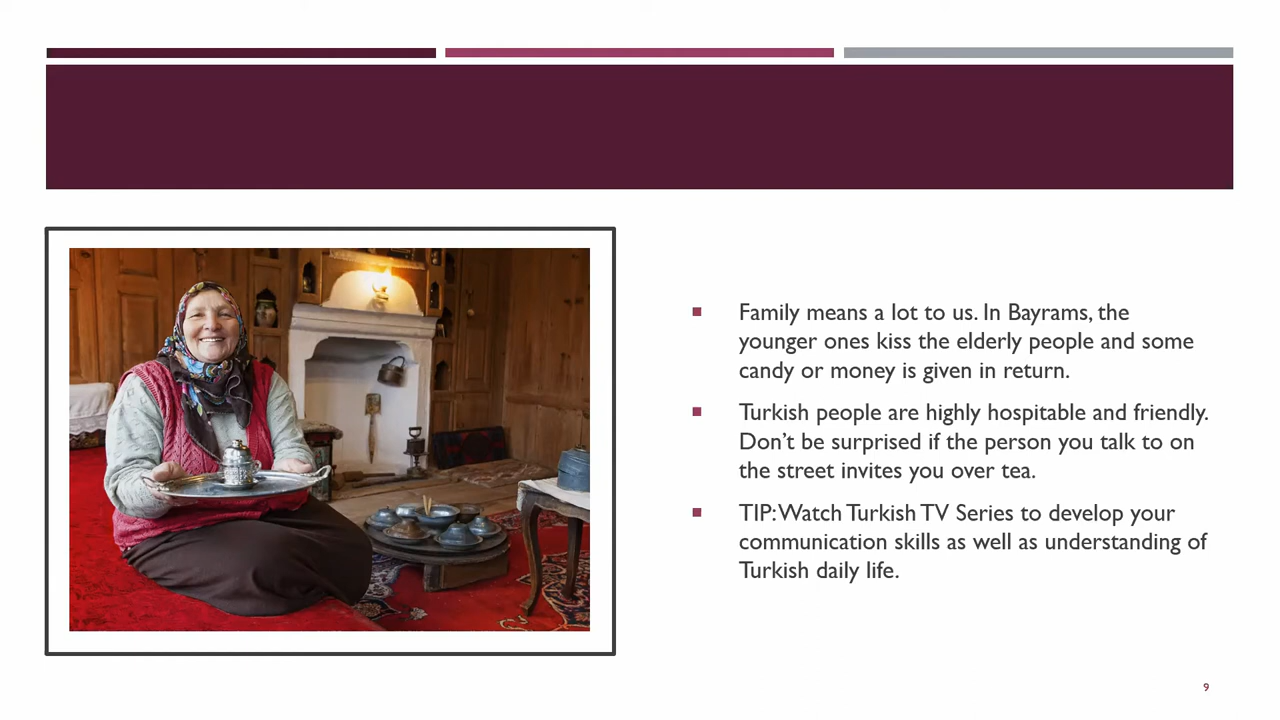 Family means a lot to us. In Bayrams, the
younger ones kiss the elderly people and some
candy or money is given in return.
Turkish people are highly hospitable and friendly.
Don't be surprised if the person you talk to on
the street invites you over tea.
TIP: Watch Turkish TV Series to develop your
communication skills as well as understanding of
Turkish daily life.
9